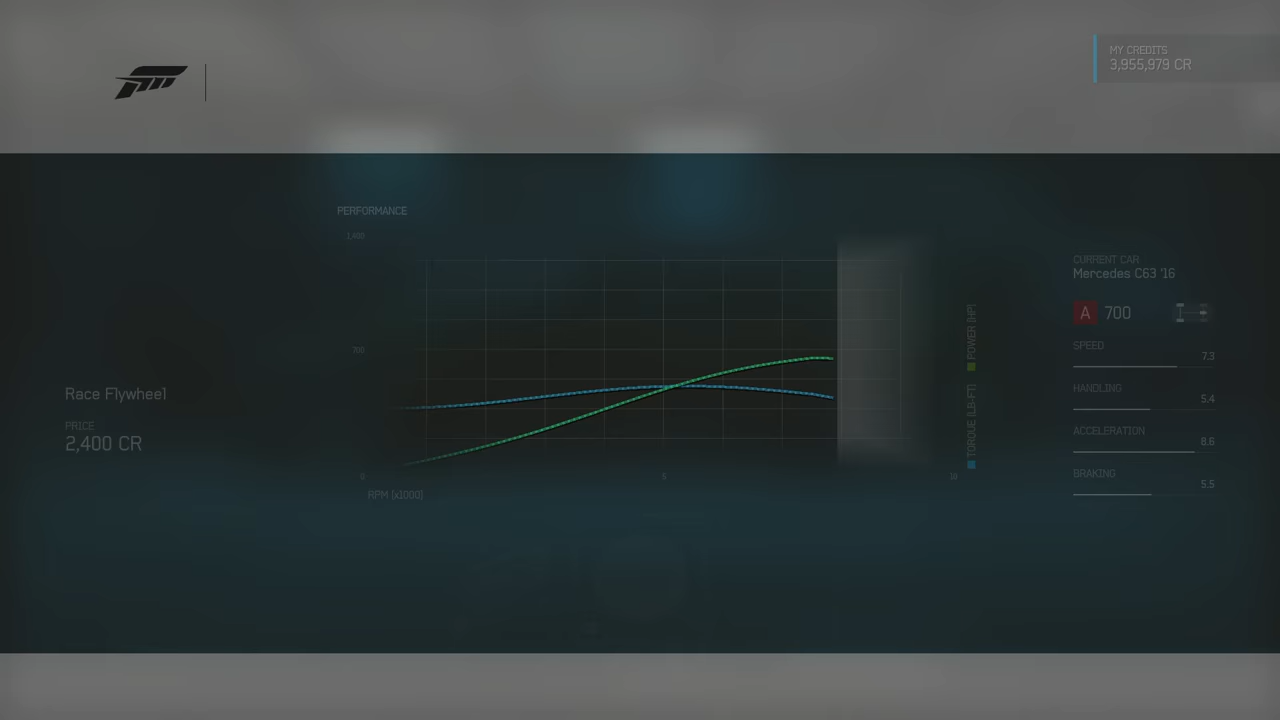 MY CREDITS
3,955,979 CR
PERFORMANCE
1,400
700
0
5
10
RPM (x1000)
POWER (HP)
TORQUE (LB-FT)
Race Flywheel
PRICE
2,400 CR
CURRENT CAR
Mercedes C63 '16
A 700
SPEED
7.3
HANDLING
5.4
ACCELERATION
8.6
BRAKING
5.5